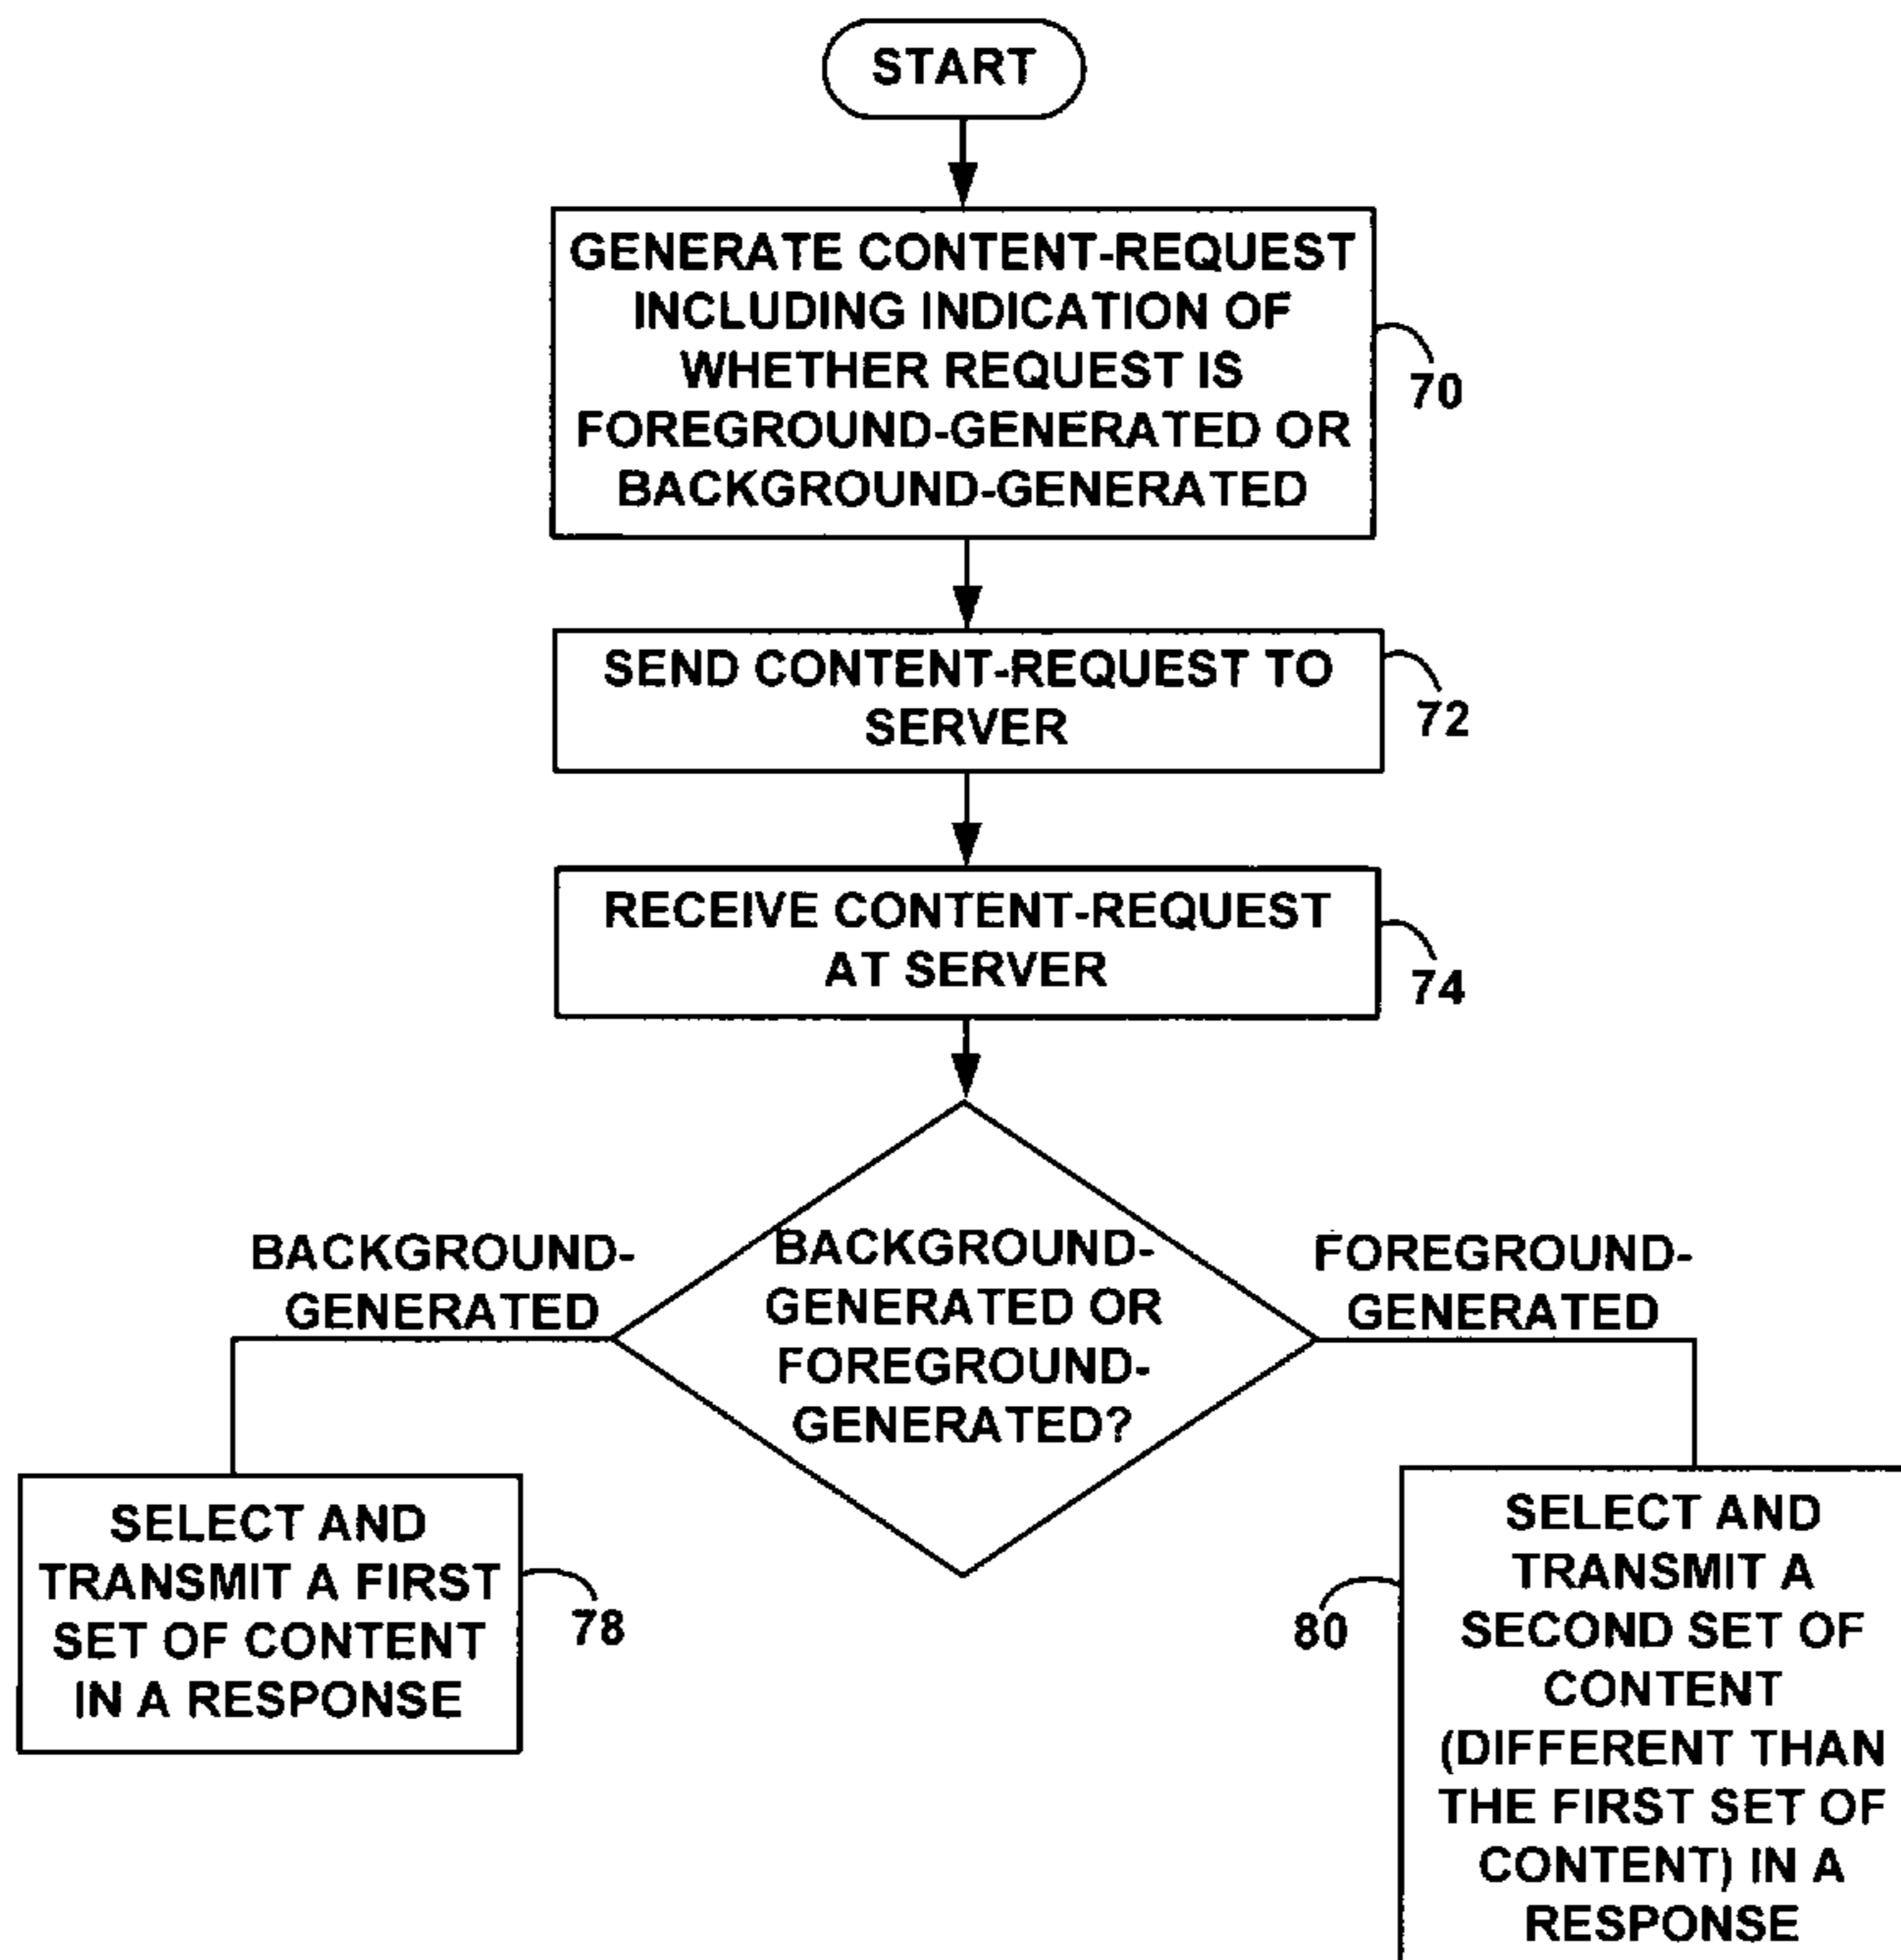 START
GENERATE CONTENT-REQUEST
INCLUDING INDICATION OF
WHETHER REQUEST IS
FOREGROUND-GENERATED OR
BACKGROUND-GENERATED
70
SEND CONTENT-REQUEST TO
SERVER
72
RECEIVE CONTENT-REQUEST
AT SERVER
74
BACKGROUND-
GENERATED
BACKGROUND-
GENERATED OR
FOREGROUND-
GENERATED?
FOREGROUND-
GENERATED
SELECT AND
TRANSMIT A FIRST
SET OF CONTENT
IN A RESPONSE
78
80
SELECT AND
TRANSMIT A
SECOND SET OF
CONTENT
(DIFFERENT THAN
THE FIRST SET OF
CONTENT) IN A
RESPONSE